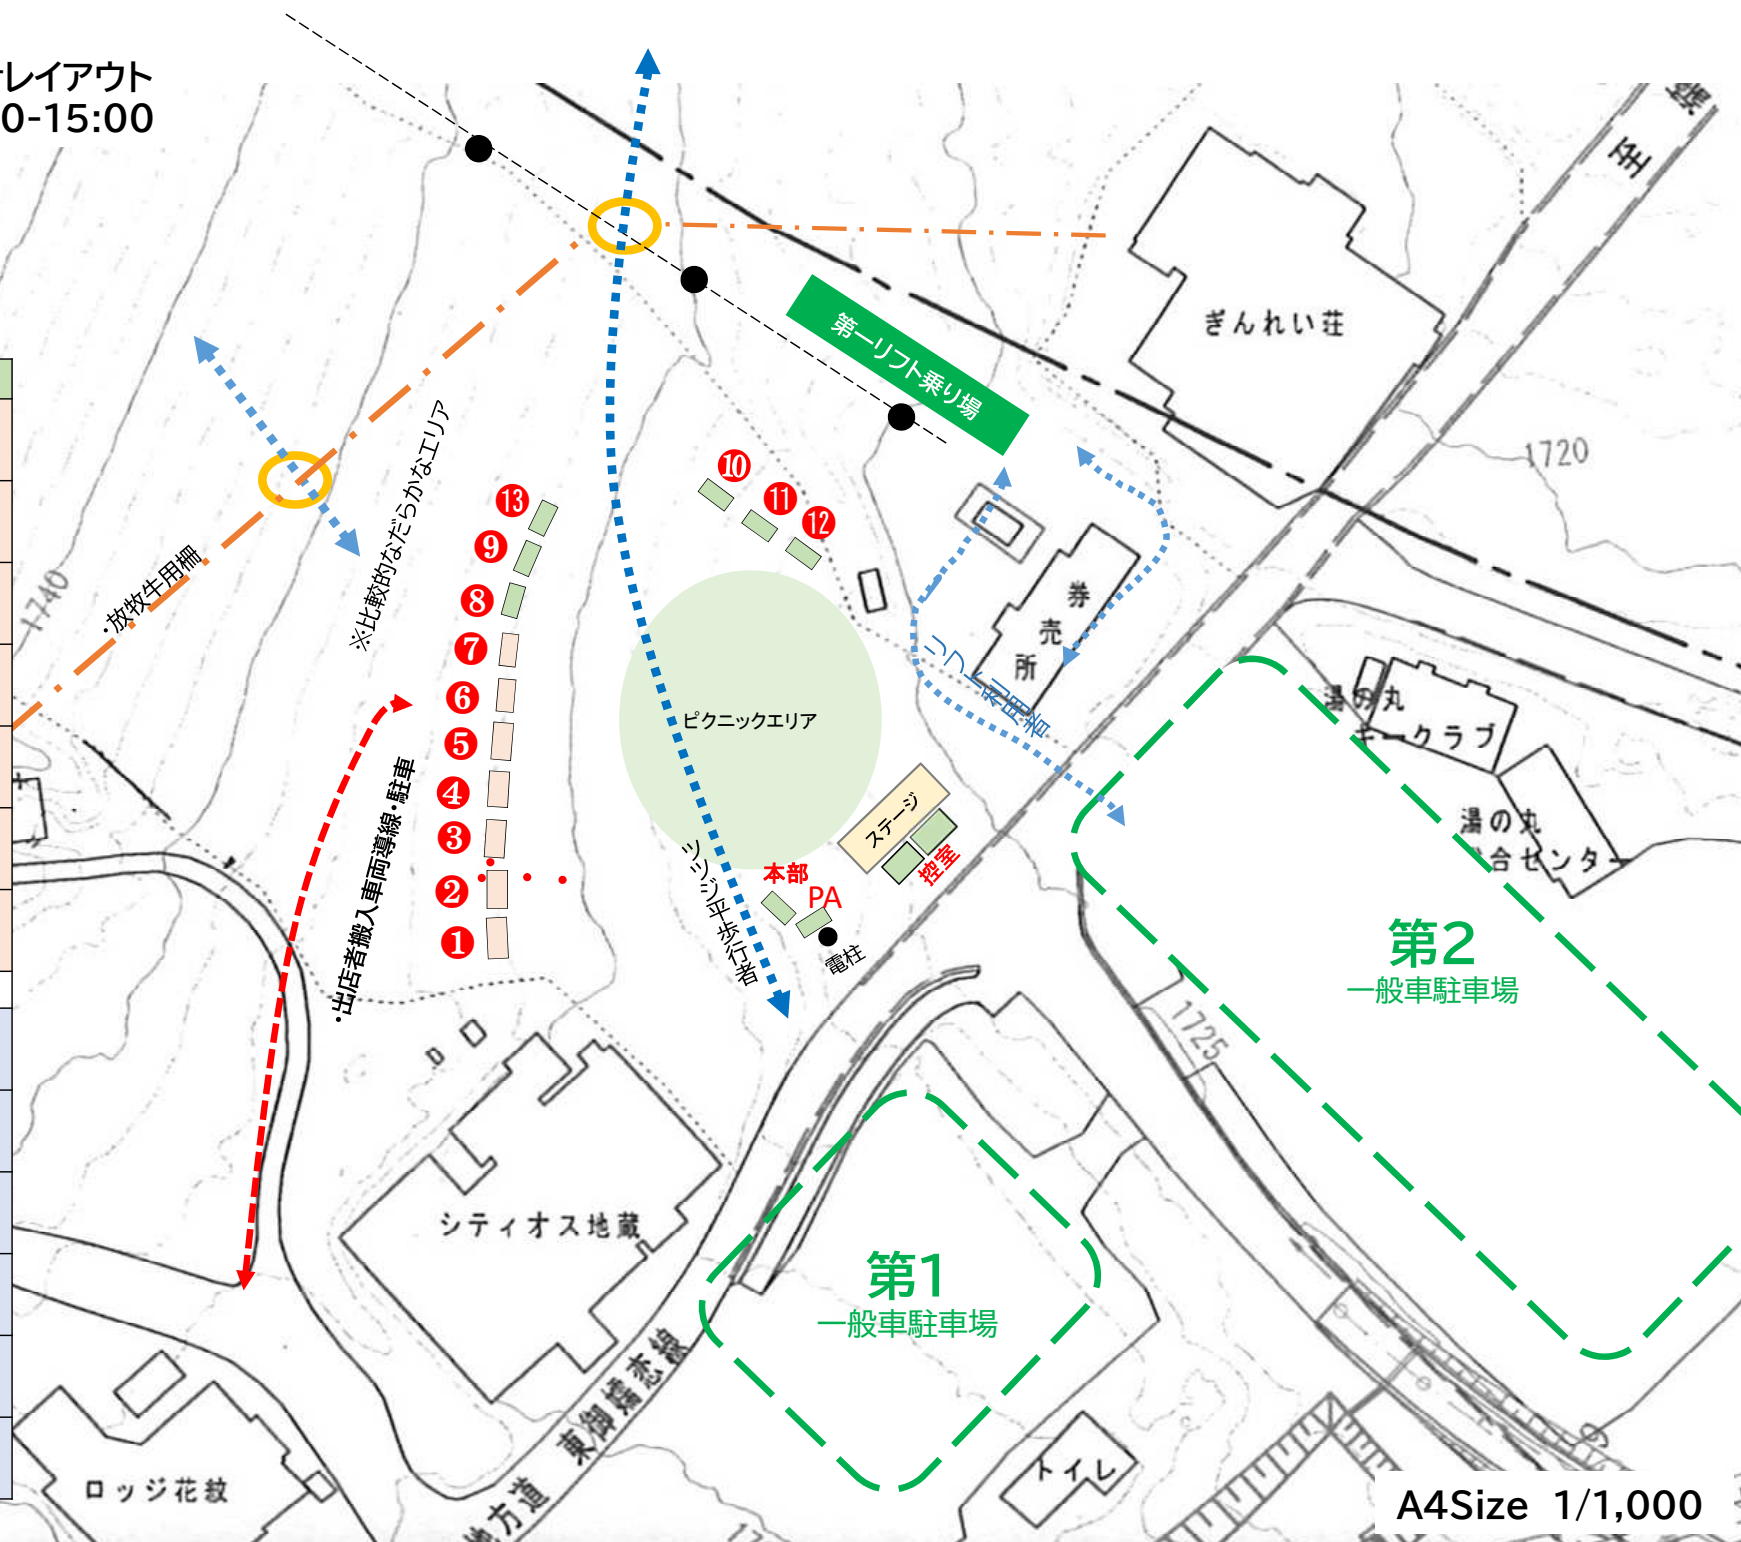 レイアウト
0-15:00
至
ぎんれい荘
第一リフト乗り場
1720
※比較的なだらかなエリア
・放牧牛用柵
1740
⑩
⑪
⑫
⑬
⑨
⑧
⑦
⑥
⑤
④
③
②
①
券売所
リフト利用者
ピクニックエリア
ステージ
控室
本部
PA
電柱
ツツジ平歩行者
・出店者搬入車両導線・駐車
湯の丸
キークラブ
湯の丸
合センター
第2
一般車駐車場
1725
シティオス地蔵
第1
一般車駐車場
地方道 東御嬬恋線
ロッジ花紋
トイレ
A4Size 1/1,000